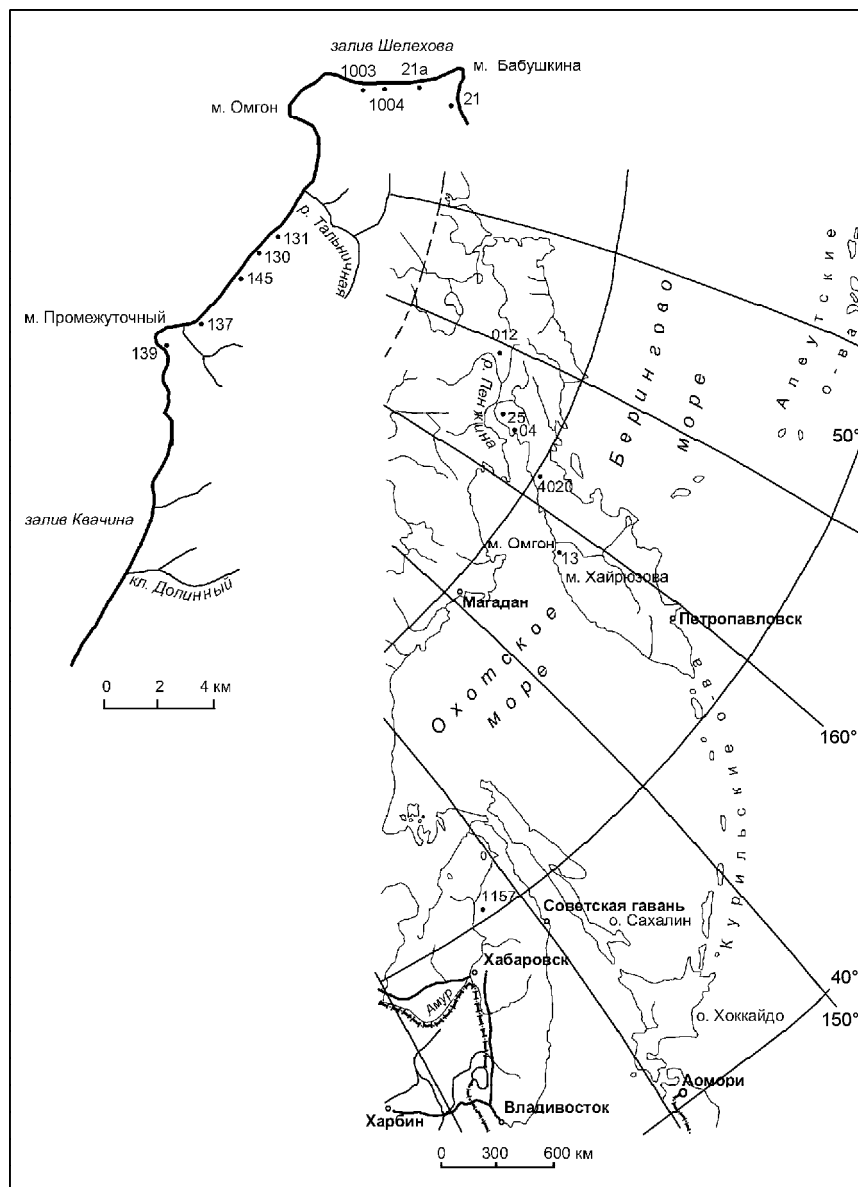 залив Шелехова
1003
21а
м. Бабушкина
1004
21
м. Омгон
р. Тальничная
131
130
145
м. Промежуточный
137
139
залив Квачина
кл. Долинный
0 2 4 км
012
р. Пенжина
25
04
4020
м. Омгон
13
м. Хайрюзова
Магадан
Петропавловск
Берингово
море
Алеутские
о-ва
50°
Охотское
море
160°
Курильские о-ва
1157
Советская гавань
о. Сахалин
Хабаровск
Амур
40°
150°
о. Хоккайдо
Аомори
Харбин
Владивосток
0 300 600 км